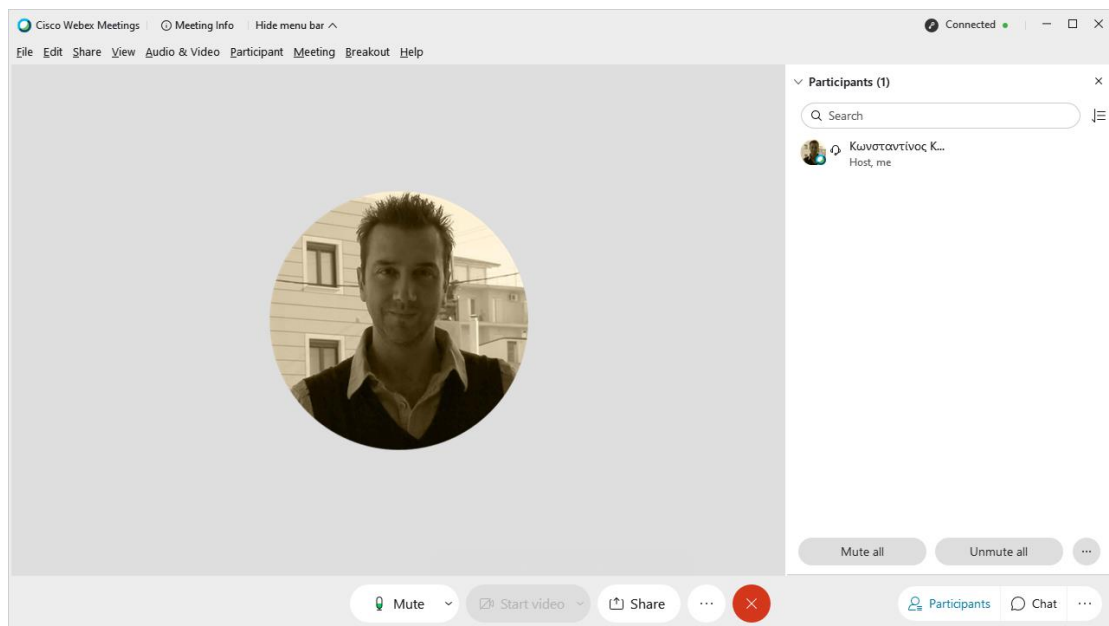 Cisco Webex Meetings Meeting Info Hide menu bar Connected
File Edit Share View Audio & Video Participant Meeting Breakout Help
Participants (1)
Search
Κωνσταντίνος Κ...
Host, me
Mute all Unmute all ...
Mute Start video Share ... Participants Chat ...